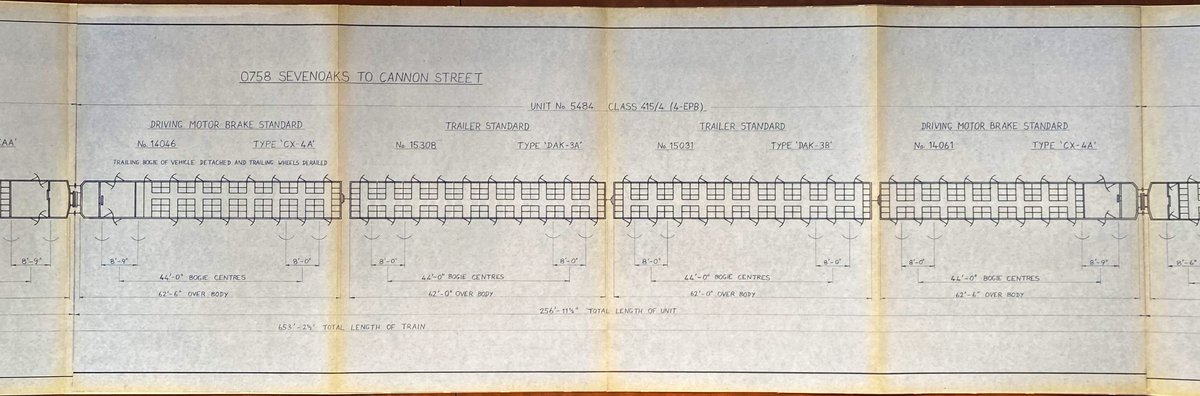 0758 SEVENOAKS TO CANNON STREET
UNIT No. 5484 CLASS 415/4 (4-EPB)
DRIVING MOTOR BRAKE STANDARD
TRAILER STANDARD
TRAILER STANDARD
DRIVING MOTOR BRAKE STANDARD
No. 14046 TYPE 'CX-4A'
No. 15308 TYPE 'DAK-3A'
No. 15031 TYPE 'DAK-3B'
No. 14061 TYPE 'CX-4A'
TRAILING BOGIE OF VEHICLE DETACHED AND TRAILING WHEELS DERAILED
8'-9" 8'-9" 8'-0" 8'-0" 8'-0" 8'-0" 8'-0" 8'-0" 8'-9" 8'-6"
44'-0" BOGIE CENTRES 44'-0" BOGIE CENTRES 44'-0" BOGIE CENTRES 44'-0" BOGIE CENTRES
62'-6" OVER BODY 62'-0" OVER BODY 62'-0" OVER BODY 62'-6" OVER BODY
TOTAL LENGTH OF UNIT
TOTAL LENGTH OF TRAIN